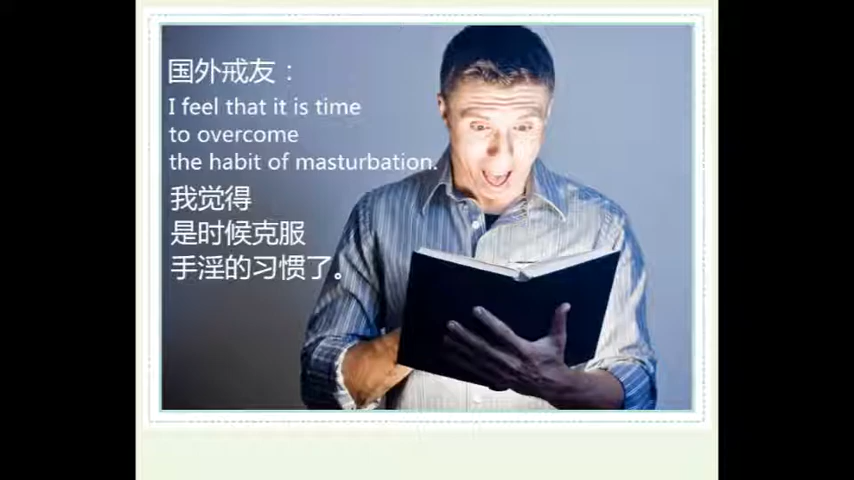 国外戒友：
I feel that it is time
to overcome
the habit of masturbation.
我觉得
是时候克服
手淫的习惯了。